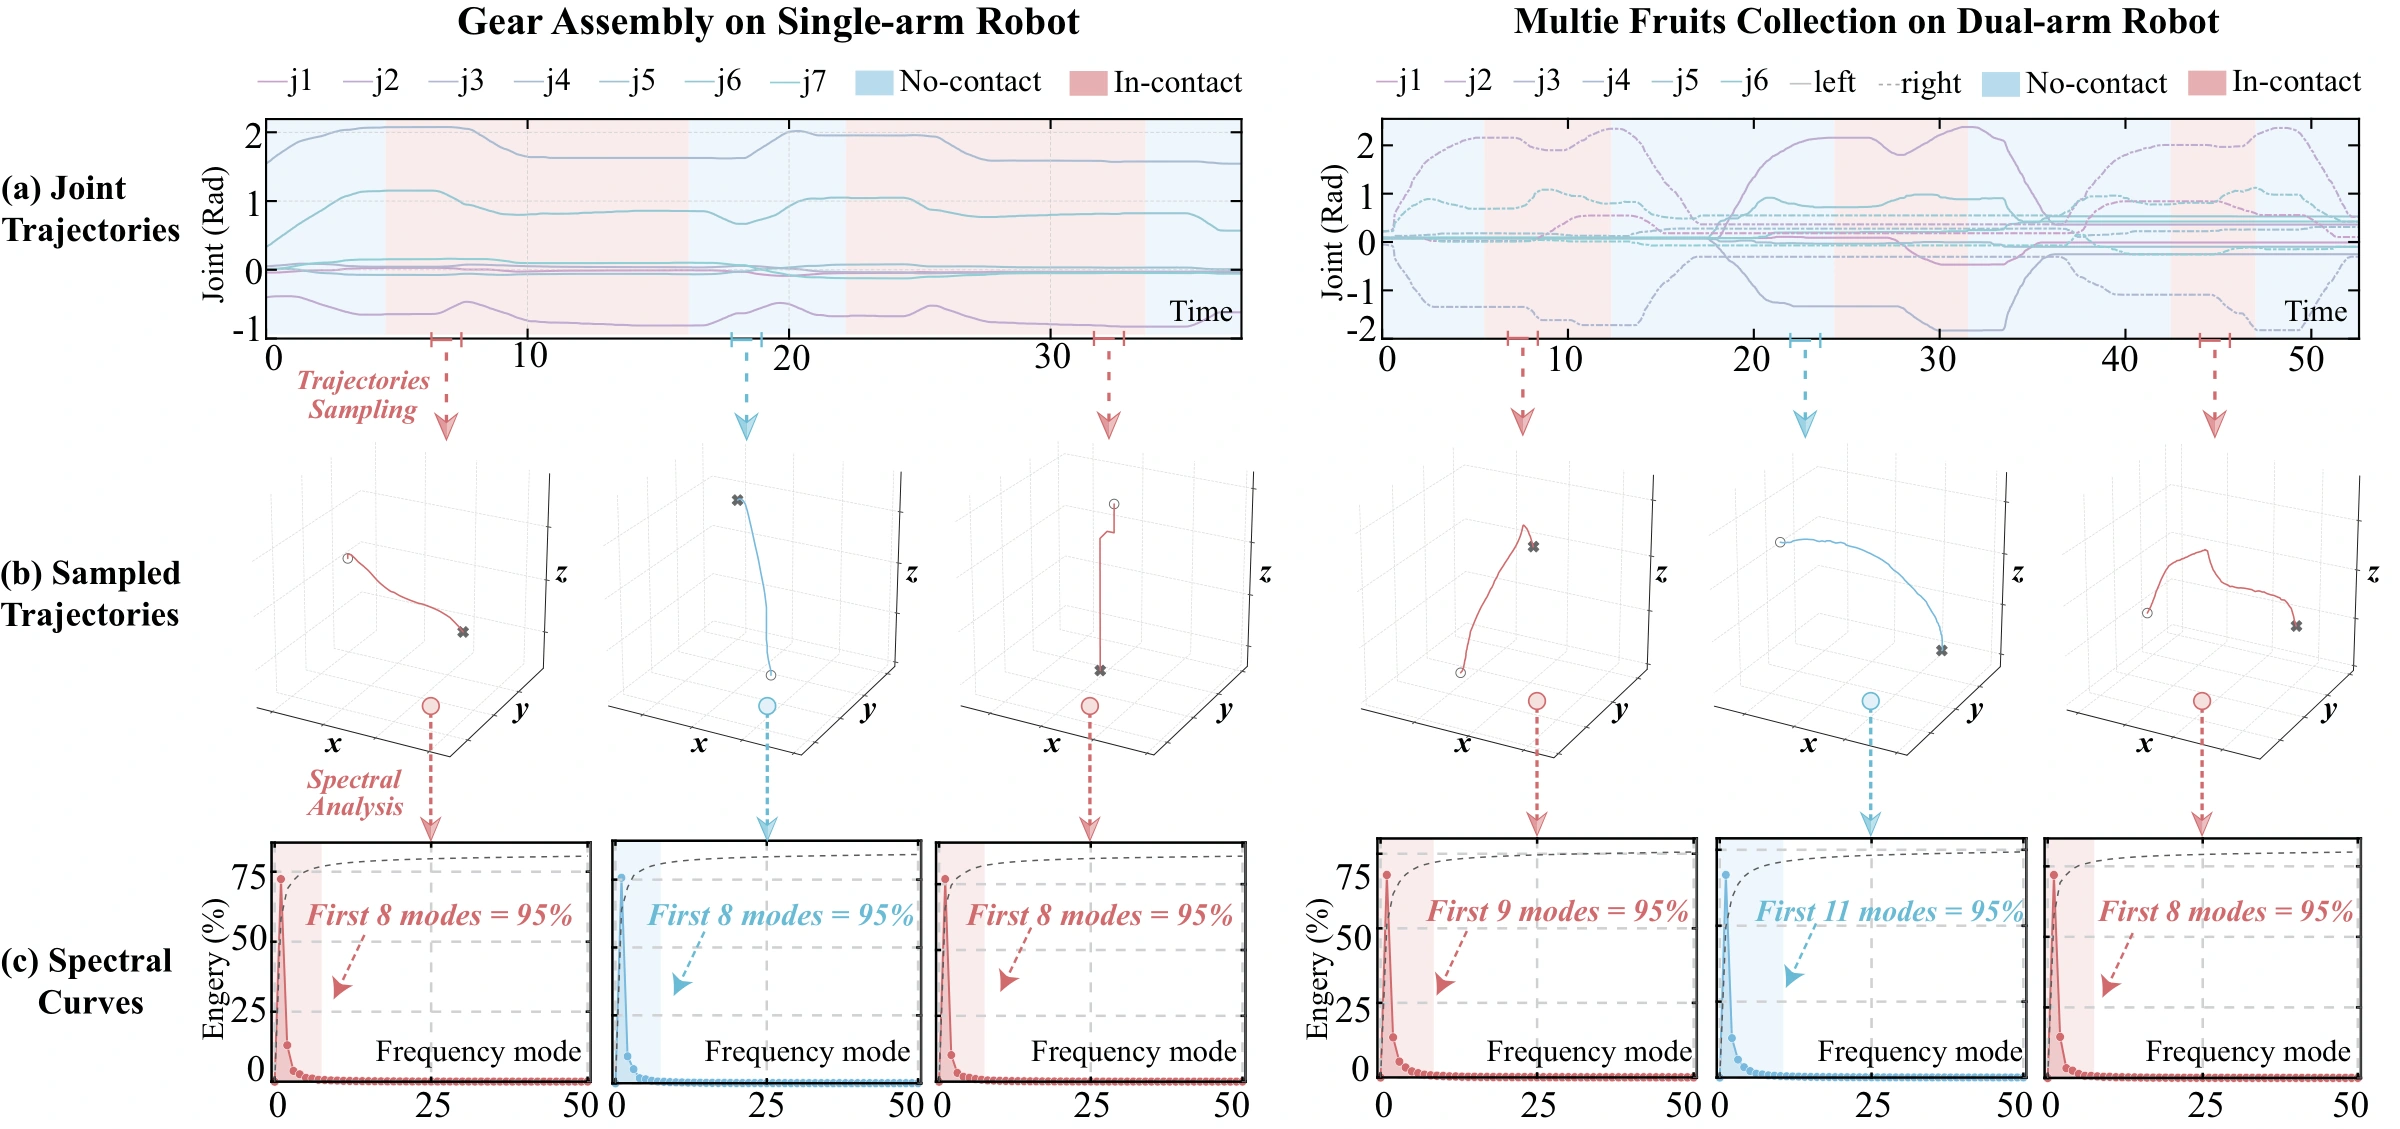 Gear Assembly on Single-arm Robot
Multie Fruits Collection on Dual-arm Robot
j1 j2 j3 j4 j5 j6 j7 No-contact In-contact
j1 j2 j3 j4 j5 j6 left right No-contact In-contact
(a) Joint
Trajectories
Joint (Rad)
2
1
0
-1
Time
0 10 20 30
Joint (Rad)
2
1
0
-1
-2
Time
0 10 20 30 40 50
Trajectories
Sampling
(b) Sampled
Trajectories
z
y
x
z
y
x
z
y
x
z
y
x
z
y
x
z
y
x
Spectral
Analysis
(c) Spectral
Curves
Engery (%)
75
50
25
0
First 8 modes = 95%
Frequency mode
0 25 50
First 8 modes = 95%
Frequency mode
0 25 50
First 8 modes = 95%
Frequency mode
0 25 50
Engery (%)
75
50
25
0
First 9 modes = 95%
Frequency mode
0 25 50
First 11 modes = 95%
Frequency mode
0 25 50
First 8 modes = 95%
Frequency mode
0 25 50